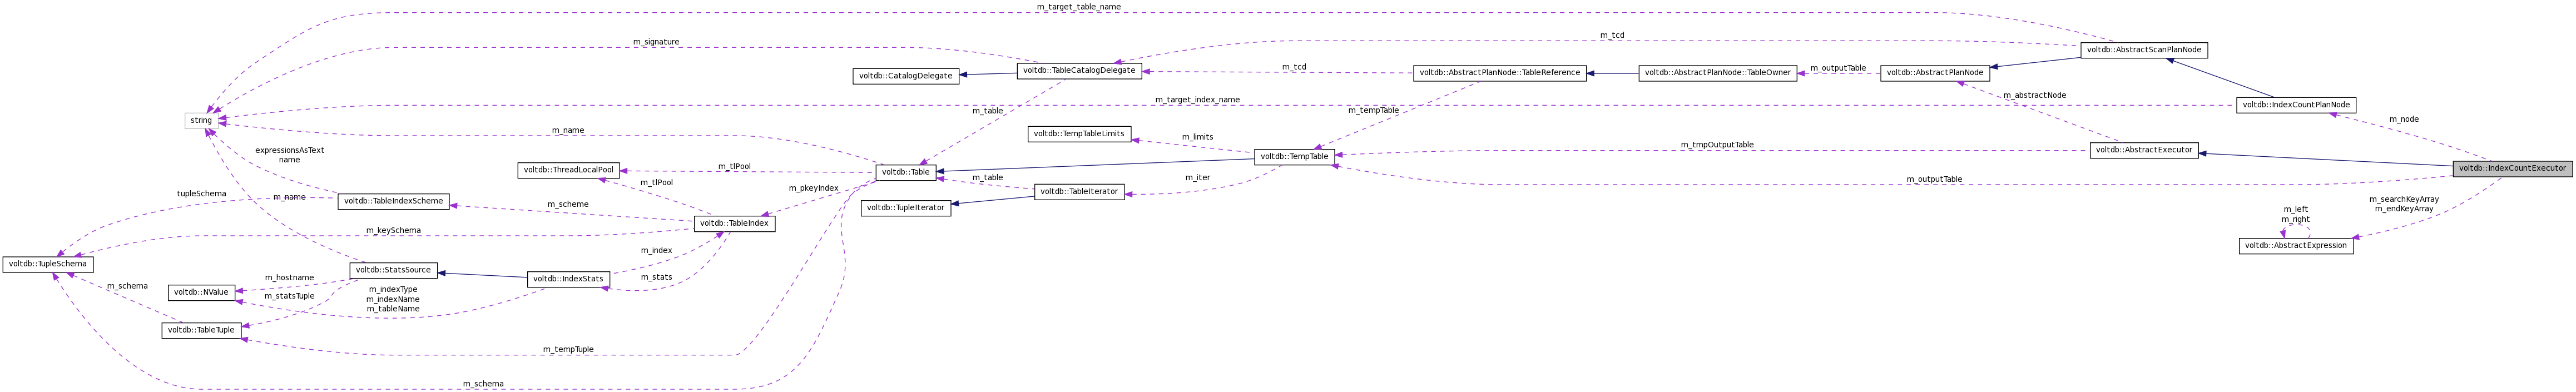 m_target_table_name
m_signature
m_tcd
voltdb::AbstractScanPlanNode
voltdb::CatalogDelegate
voltdb::TableCatalogDelegate
m_tcd
voltdb::AbstractPlanNode::TableReference
voltdb::AbstractPlanNode::TableOwner
m_outputTable
voltdb::AbstractPlanNode
m_target_index_name
m_abstractNode
voltdb::IndexCountPlanNode
string
m_table
m_tempTable
m_node
m_name
voltdb::TempTableLimits
m_limits
m_tmpOutputTable
voltdb::AbstractExecutor
expressionsAsText
name
voltdb::TempTable
voltdb::ThreadLocalPool
m_tlPool
voltdb::Table
voltdb::IndexCountExecutor
m_tlPool
m_pkeyIndex
m_table
voltdb::TableIterator
m_iter
m_outputTable
tupleSchema
m_name
voltdb::TableIndexScheme
m_scheme
voltdb::TupleIterator
m_searchKeyArray
m_endKeyArray
m_left
m_right
m_keySchema
voltdb::TableIndex
voltdb::AbstractExpression
m_index
voltdb::TupleSchema
voltdb::StatsSource
m_hostname
voltdb::IndexStats
m_stats
m_schema
voltdb::NValue
m_statsTuple
m_indexType
m_indexName
m_tableName
voltdb::TableTuple
m_tempTuple
m_schema